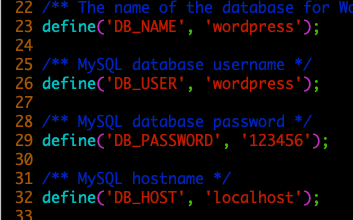 22 /** The name of the database for
23 define('DB_NAME', 'wordpress');
24
25 /** MySQL database username */
26 define('DB_USER', 'wordpress');
27
28 /** MySQL database password */
29 define('DB_PASSWORD', '123456');
30
31 /** MySQL hostname */
32 define('DB_HOST', 'localhost');
33